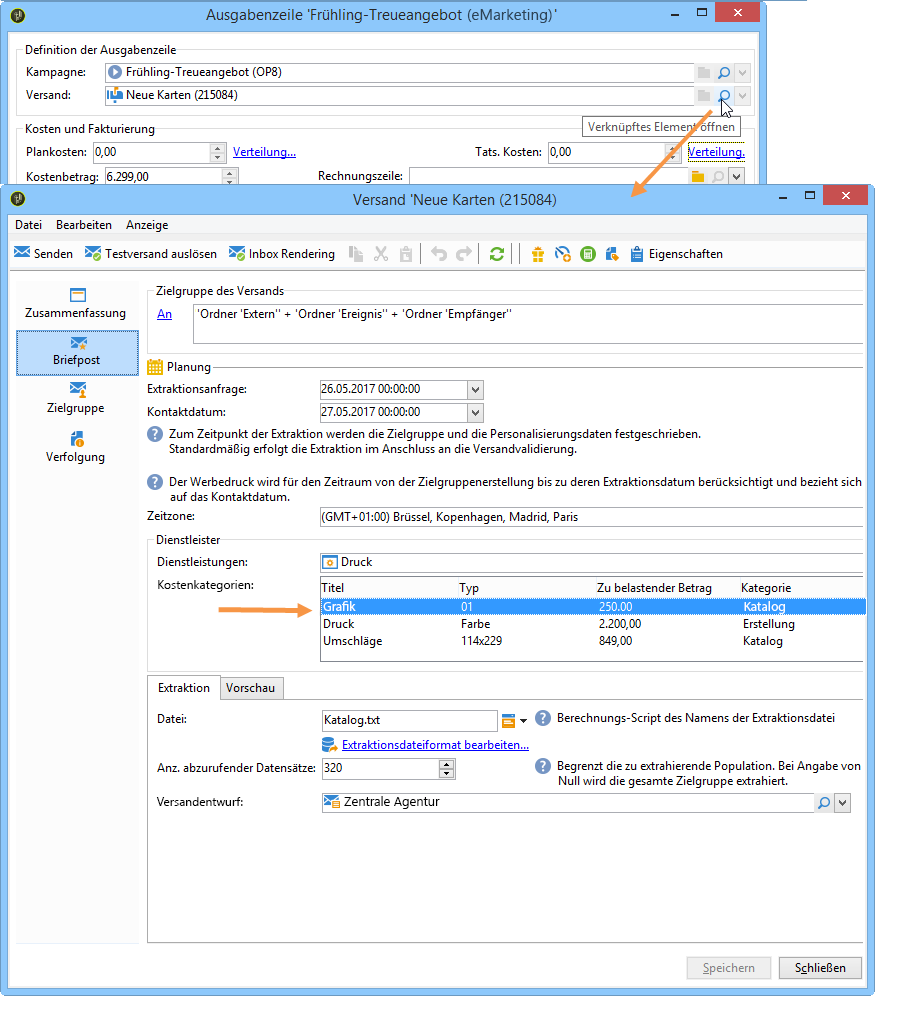 Ausgabenzeile 'Frühling-Treueangebot (eMarketing)'
Definition der Ausgabenzeile
Kampagne: Frühling-Treueangebot (OP8)
Versand: Neue Karten (215084)
Verknüpftes Element öffnen
Kosten und Fakturierung
Plankosten: 0,00 Verteilung... Tats. Kosten: 0,00 Verteilung.
Kostenbetrag: 6.299,00 Rechnungszeile:
Versand 'Neue Karten (215084)
Datei Bearbeiten Anzeige
Senden Testversand auslösen Inbox Rendering Eigenschaften
Zusammenfassung
Briefpost
Zielgruppe
Verfolgung
Zielgruppe des Versands
An 'Ordner 'Extern'' + 'Ordner 'Ereignis'' + 'Ordner 'Empfänger''
Planung
Extraktionsanfrage: 26.05.2017 00:00:00
Kontaktdatum: 27.05.2017 00:00:00
Zum Zeitpunkt der Extraktion werden die Zielgruppe und die Personalisierungsdaten festgeschrieben.
Standardmäßig erfolgt die Extraktion im Anschluss an die Versandvalidierung.
Der Werbedruck wird für den Zeitraum von der Zielgruppenerstellung bis zu deren Extraktionsdatum berücksichtigt und bezieht sich
auf das Kontaktdatum.
Zeitzone: (GMT+01:00) Brüssel, Kopenhagen, Madrid, Paris
Dienstleister
Dienstleistungen: Druck
Kostenkategorien: Titel Typ Zu belastender Betrag Kategorie
Grafik 01 250.00 Katalog
Druck Farbe 2.200,00 Erstellung
Umschläge 114x229 849,00 Katalog
Extraktion Vorschau
Datei: Katalog.txt Berechnungs-Script des Namens der Extraktionsdatei
Extraktionsdateiformat bearbeiten...
Anz. abzurufender Datensätze: 320 Begrenzt die zu extrahierende Population. Bei Angabe von
Null wird die gesamte Zielgruppe extrahiert.
Versandentwurf: Zentrale Agentur
Speichern Schließen